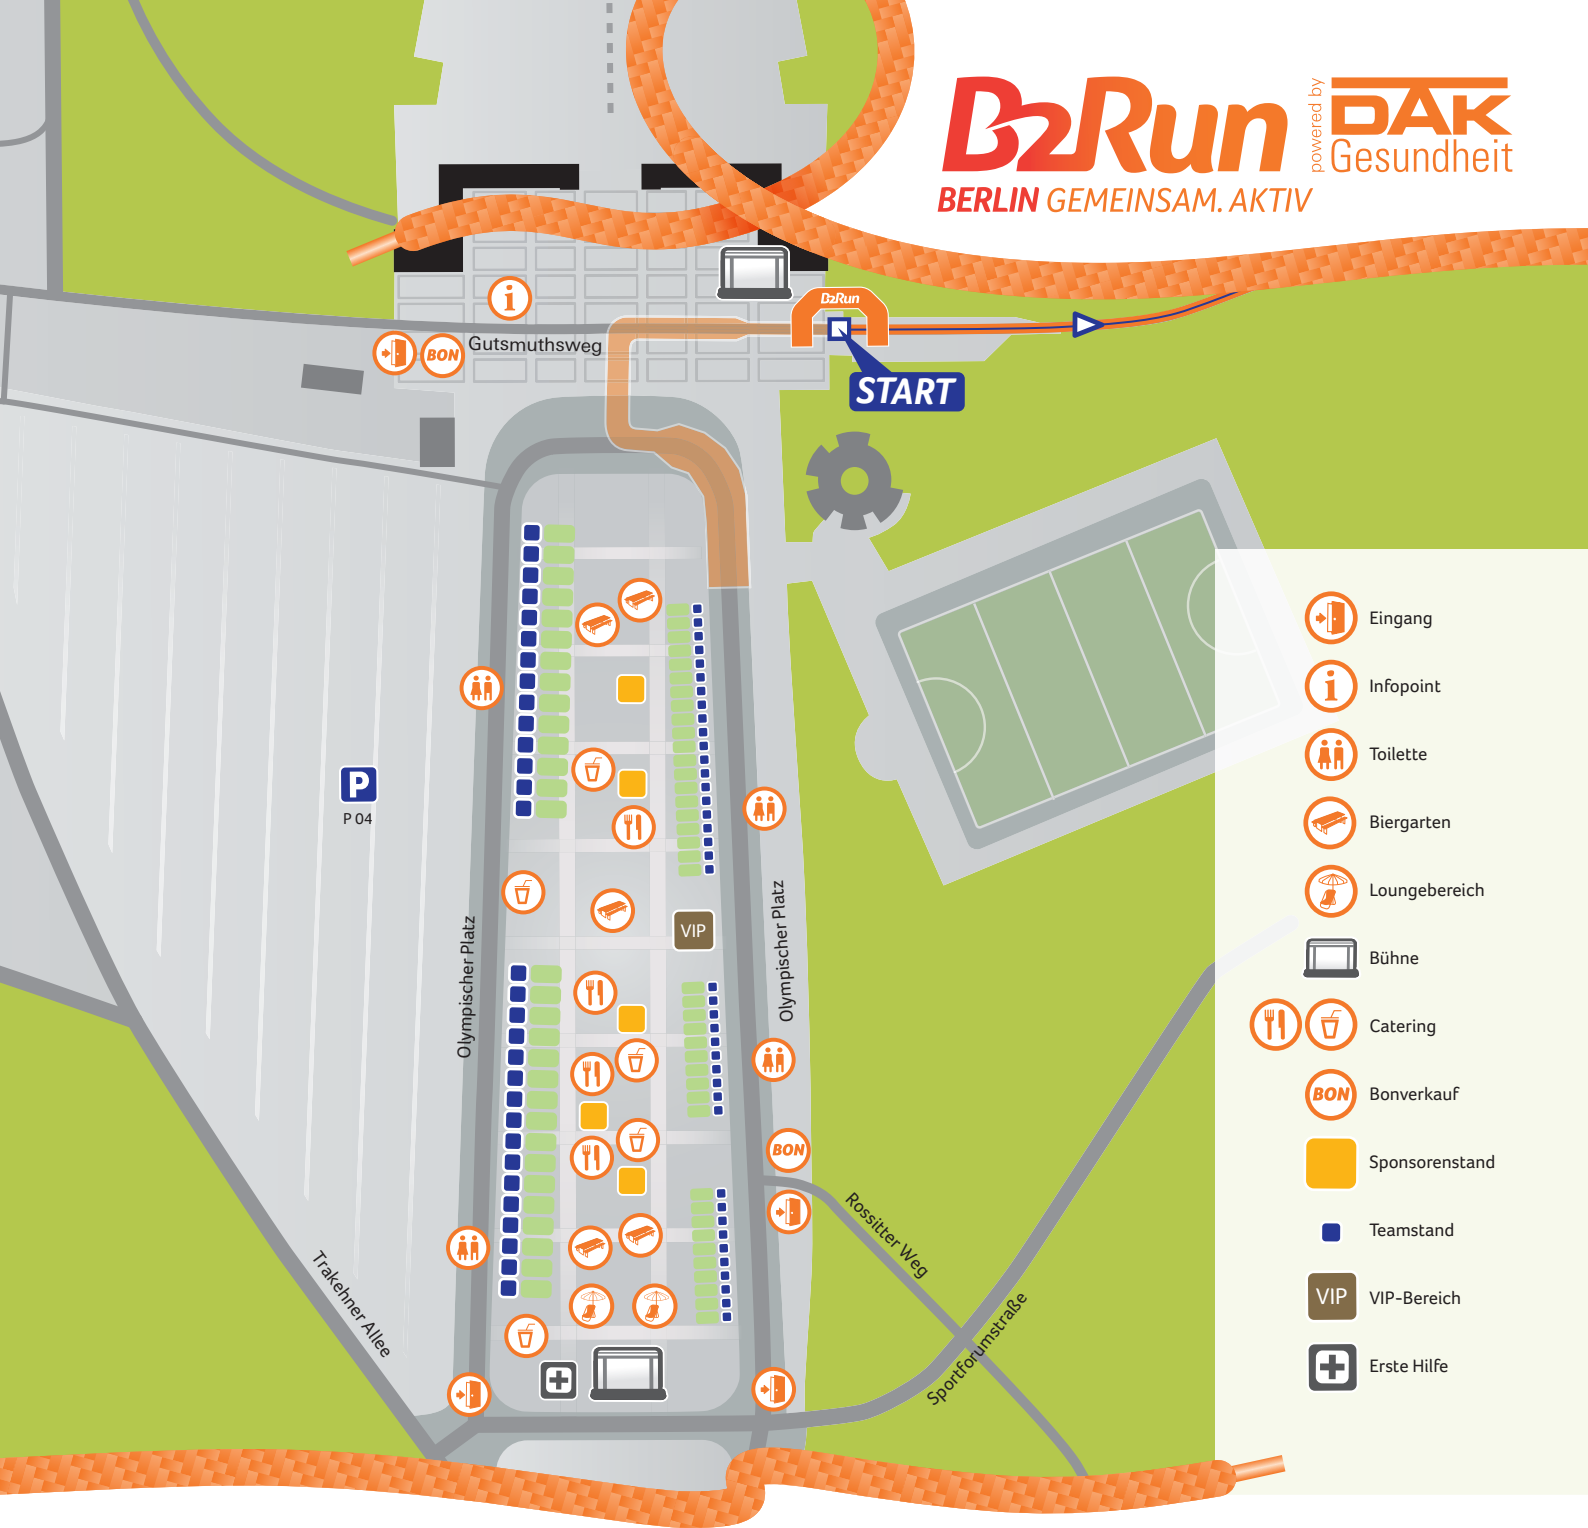 B2Run
powered by
DAK
Gesundheit
BERLIN GEMEINSAM. AKTIV
i
B2Run
BON
Gutsmuthsweg
START
P
P 04
VIP
Olympischer Platz
Olympischer Platz
BON
Rossitter Weg
Sportforumstraße
Trakehner Allee
Eingang
i Infopoint
Toilette
Biergarten
Loungebereich
Bühne
Catering
BON Bonverkauf
Sponsorenstand
Teamstand
VIP VIP-Bereich
Erste Hilfe